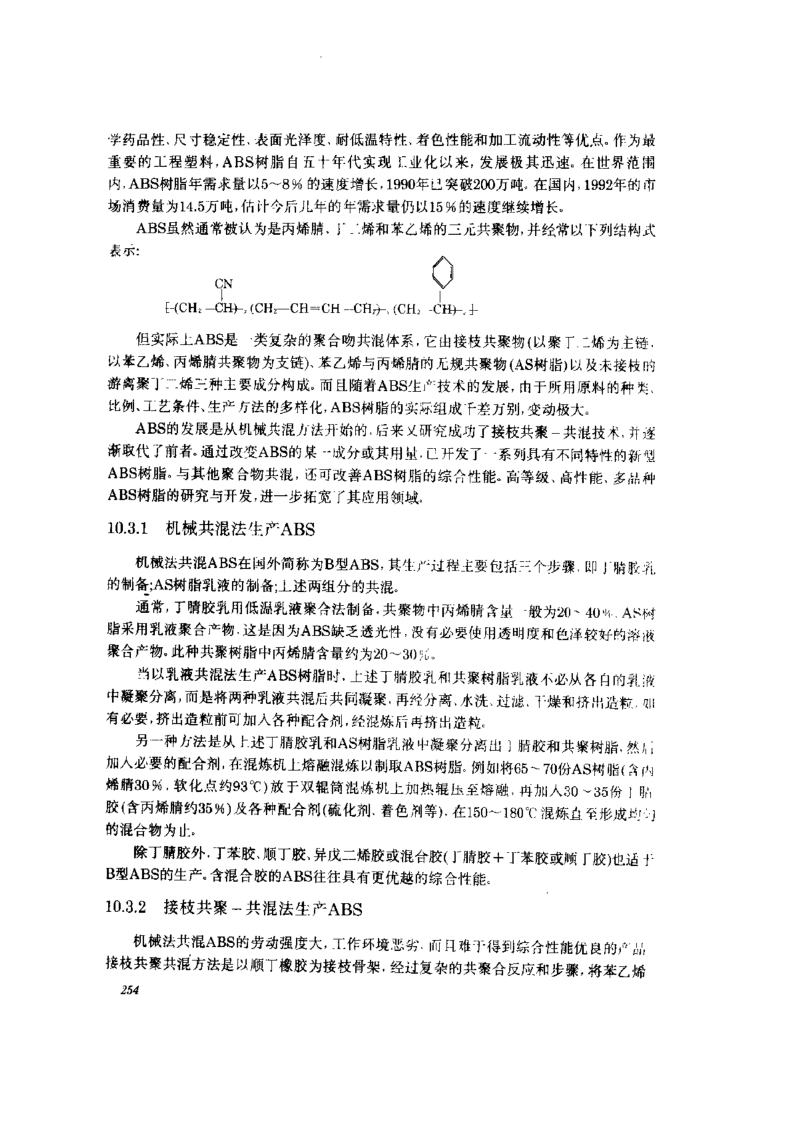 学药品性、尺寸稳定性、表面光泽度、耐低温特性、着色性能和加工流动性等优点。作为最
重要的工程塑料,ABS树脂自五十年代实现工业化以来,发展极其迅速。在世界范围
内,ABS树脂年需求量以5~8%的速度增长,1990年已突破200万吨。在国内,1992年的市
场消费量为14.5万吨,估计今后几年的年需求量仍以15%的速度继续增长。
ABS虽然通常被认为是丙烯腈、丁二烯和苯乙烯的三元共聚物,并经常以下列结构式
表示:
CN
[-(CH₂—CH)-, (CH₂—CH=CH—CH₂)-, (CH₂-CH)-]
但实际上ABS是一类复杂的聚合吻共混体系,它由接枝共聚物(以聚丁二烯为主链,
以苯乙烯、丙烯腈共聚物为支链)、苯乙烯与丙烯腈的无规共聚物(AS树脂)以及未接枝的
游离聚丁二烯三种主要成分构成。而且随着ABS生产技术的发展,由于所用原料的种类、
比例、工艺条件、生产方法的多样化,ABS树脂的实际组成千差万别,变动极大。
ABS的发展是从机械共混方法开始的,后来又研究成功了接枝共聚-共混技术,并逐
渐取代了前者。通过改变ABS的某一成分或其用量,已开发了一系列具有不同特性的新型
ABS树脂。与其他聚合物共混,还可改善ABS树脂的综合性能。高等级、高性能、多品种
ABS树脂的研究与开发,进一步拓宽了其应用领域。
10.3.1 机械共混法生产ABS
机械法共混ABS在国外简称为B型ABS,其生产过程主要包括三个步骤,即丁腈胶乳
的制备;AS树脂乳液的制备;上述两组分的共混。
通常,丁腈胶乳用低温乳液聚合法制备,共聚物中丙烯腈含量一般为20~40%。AS树
脂采用乳液聚合产物,这是因为ABS缺乏透光性,没有必要使用透明度和色泽较好的溶液
聚合产物。此种共聚树脂中丙烯腈含量约为20~30%。
当以乳液共混法生产ABS树脂时,上述丁腈胶乳和共聚树脂乳液不必从各自的乳液
中凝聚分离,而是将两种乳液共混后共同凝聚,再经分离、水洗、过滤、干燥和挤出造粒。如
有必要,挤出造粒前可加入各种配合剂,经混炼后再挤出造粒。
另一种方法是从上述丁腈胶乳和AS树脂乳液中凝聚分离出丁腈胶和共聚树脂,然后
加入必要的配合剂,在混炼机上熔融混炼以制取ABS树脂。例如将65~70份AS树脂(含丙
烯腈30%,软化点约93℃)放于双辊筒混炼机上加热辊压至熔融,再加入30~35份丁腈
胶(含丙烯腈约35%)及各种配合剂(硫化剂、着色剂等),在150~180℃混炼直至形成均匀
的混合物为止。
除丁腈胶外,丁苯胶、顺丁胶、异戊二烯胶或混合胶(丁腈胶+丁苯胶或顺丁胶)也适于
B型ABS的生产。含混合胶的ABS往往具有更优越的综合性能。
10.3.2 接枝共聚-共混法生产ABS
机械法共混ABS的劳动强度大,工作环境恶劣,而且难于得到综合性能优良的产品
接枝共聚共混方法是以顺丁橡胶为接枝骨架,经过复杂的共聚合反应和步骤,将苯乙烯
254